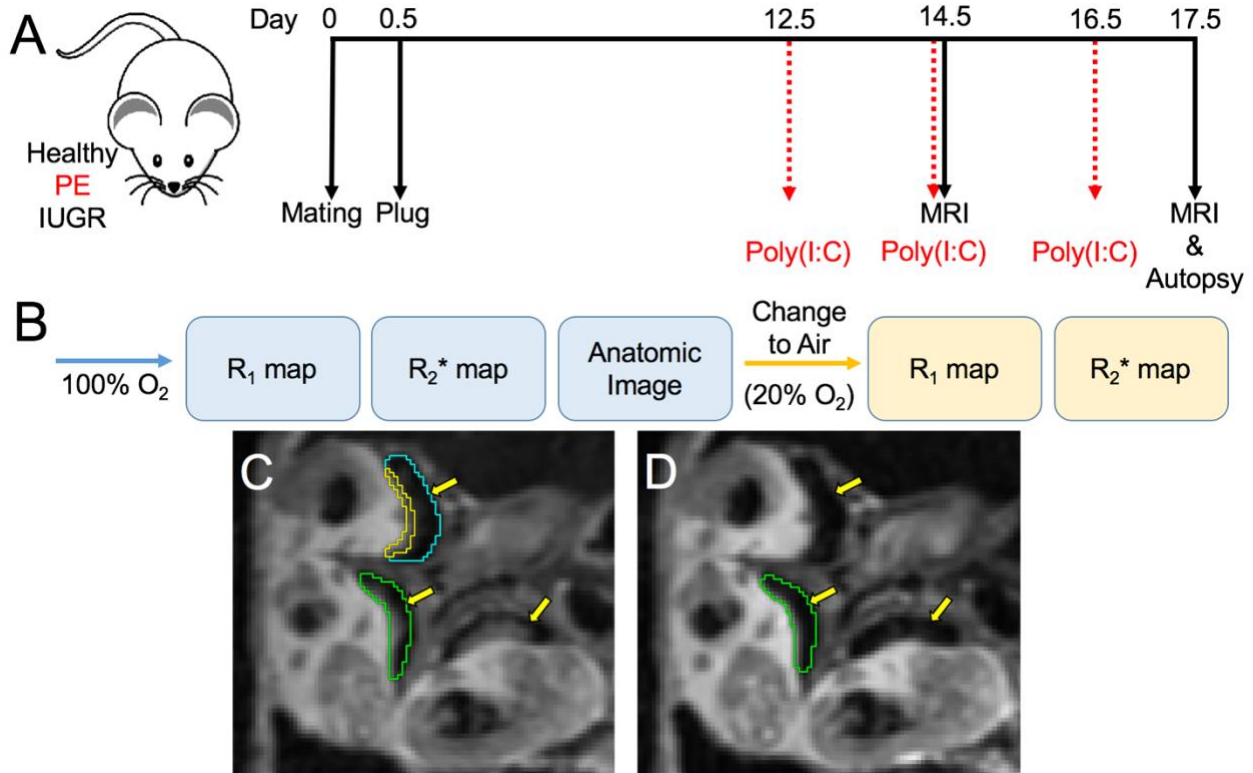 A
Day 0 0.5 12.5 14.5 16.5 17.5
Healthy
PE
IUGR
Mating Plug MRI MRI
&
Autopsy
Poly(I:C) Poly(I:C) Poly(I:C)
B
100% O₂
R₁ map
R₂* map
Anatomic
Image
Change
to Air
(20% O₂)
R₁ map
R₂* map
C D